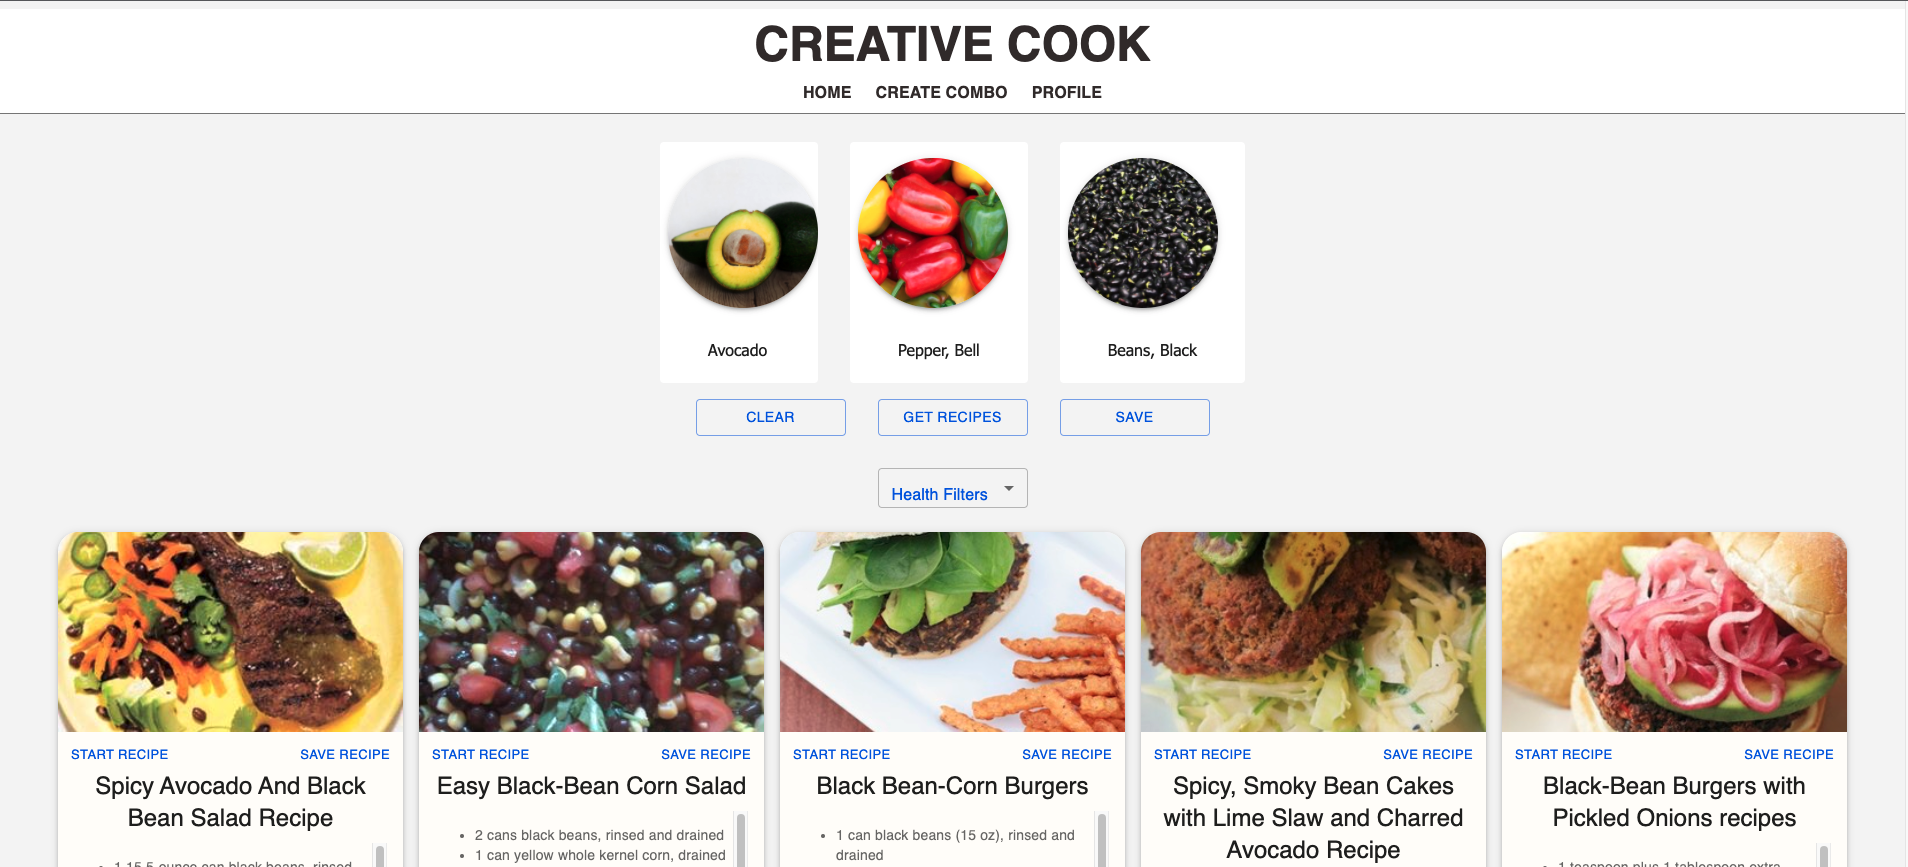 CREATIVE COOK
HOME CREATE COMBO PROFILE
Avocado
Pepper, Bell
Beans, Black
CLEAR
GET RECIPES
SAVE
Health Filters
START RECIPE SAVE RECIPE
Spicy Avocado And Black
Bean Salad Recipe
1 15.5-ounce can black beans, rinsed
START RECIPE SAVE RECIPE
Easy Black-Bean Corn Salad
• 2 cans black beans, rinsed and drained
• 1 can yellow whole kernel corn, drained
START RECIPE SAVE RECIPE
Black Bean-Corn Burgers
• 1 can black beans (15 oz), rinsed and
drained
START RECIPE SAVE RECIPE
Spicy, Smoky Bean Cakes
with Lime Slaw and Charred
Avocado Recipe
START RECIPE SAVE RECIPE
Black-Bean Burgers with
Pickled Onions recipes
1 teaspoon plus 1 tablespoon extra